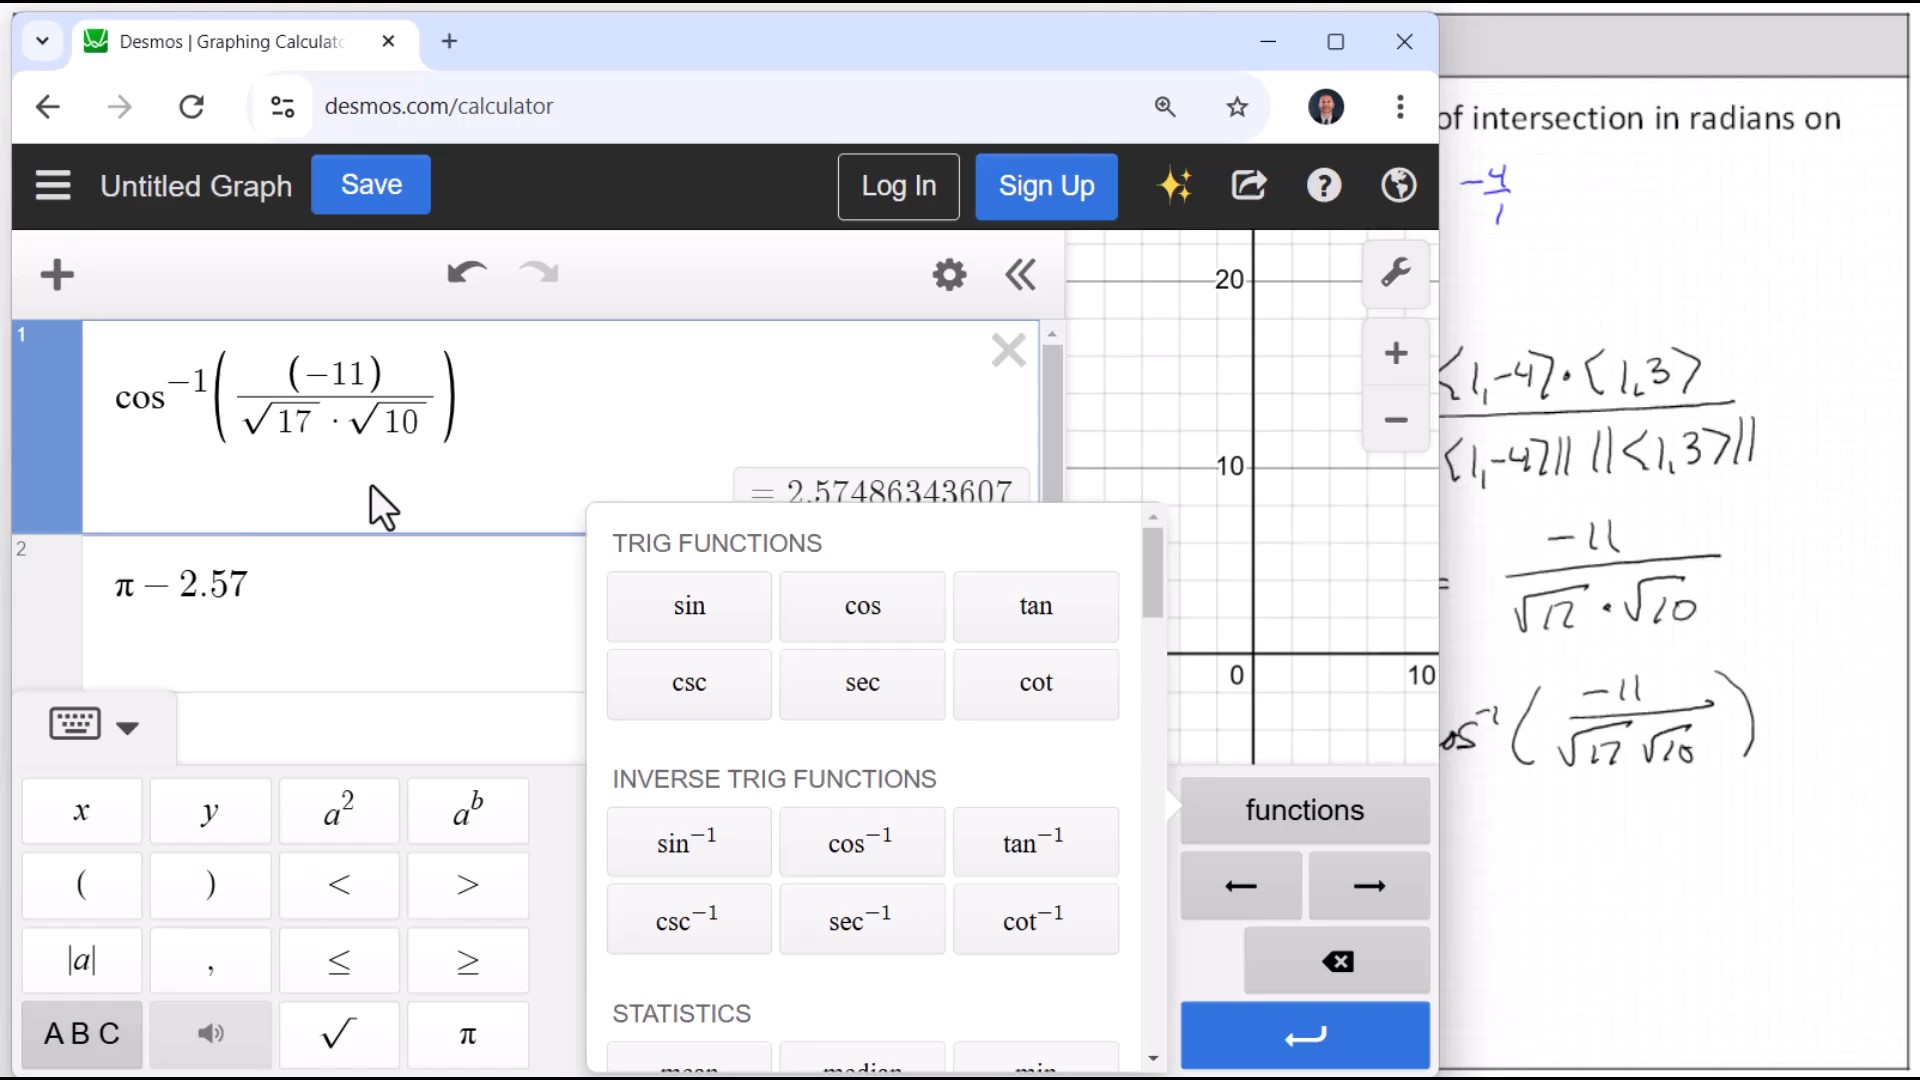 Desmos | Graphing Calculat
desmos.com/calculator
Untitled Graph
Save
Log In
Sign Up
1
cos⁻¹((-11)/(√17 · √10))
= 2.57486343607
2
π − 2.57
20
10
0
10
TRIG FUNCTIONS
sin cos tan
csc sec cot
INVERSE TRIG FUNCTIONS
sin⁻¹ cos⁻¹ tan⁻¹
csc⁻¹ sec⁻¹ cot⁻¹
STATISTICS
mean median min
x y a² aᵇ
( ) < >
|a| , ≤ ≥
A B C √ π
functions
← →
of intersection in radians on
-4/1
<1,-4> · <1,3>
<1,-4>|| ||<1,3>||
= -11/(√17 · √10)
os⁻¹(-11/(√17 √10))